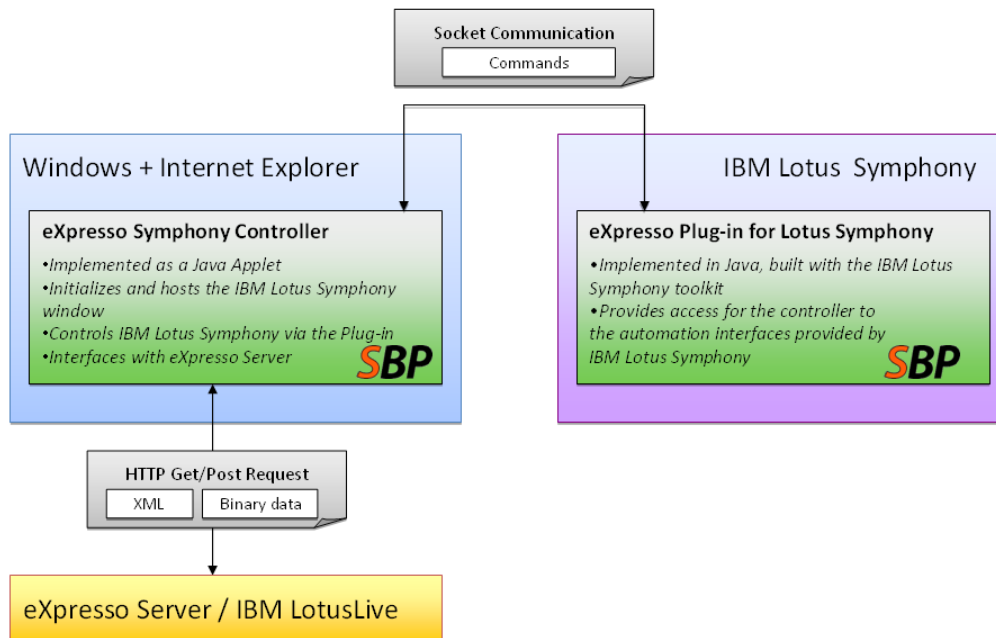 Socket Communication
Commands
Windows + Internet Explorer
eXpresso Symphony Controller
•Implemented as a Java Applet
•Initializes and hosts the IBM Lotus Symphony
window
•Controls IBM Lotus Symphony via the Plug-in
•Interfaces with eXpresso Server
SBP
IBM Lotus Symphony
eXpresso Plug-in for Lotus Symphony
•Implemented in Java, built with the IBM Lotus
Symphony toolkit
•Provides access for the controller to
the automation interfaces provided by
IBM Lotus Symphony
SBP
HTTP Get/Post Request
XML
Binary data
eXpresso Server / IBM LotusLive